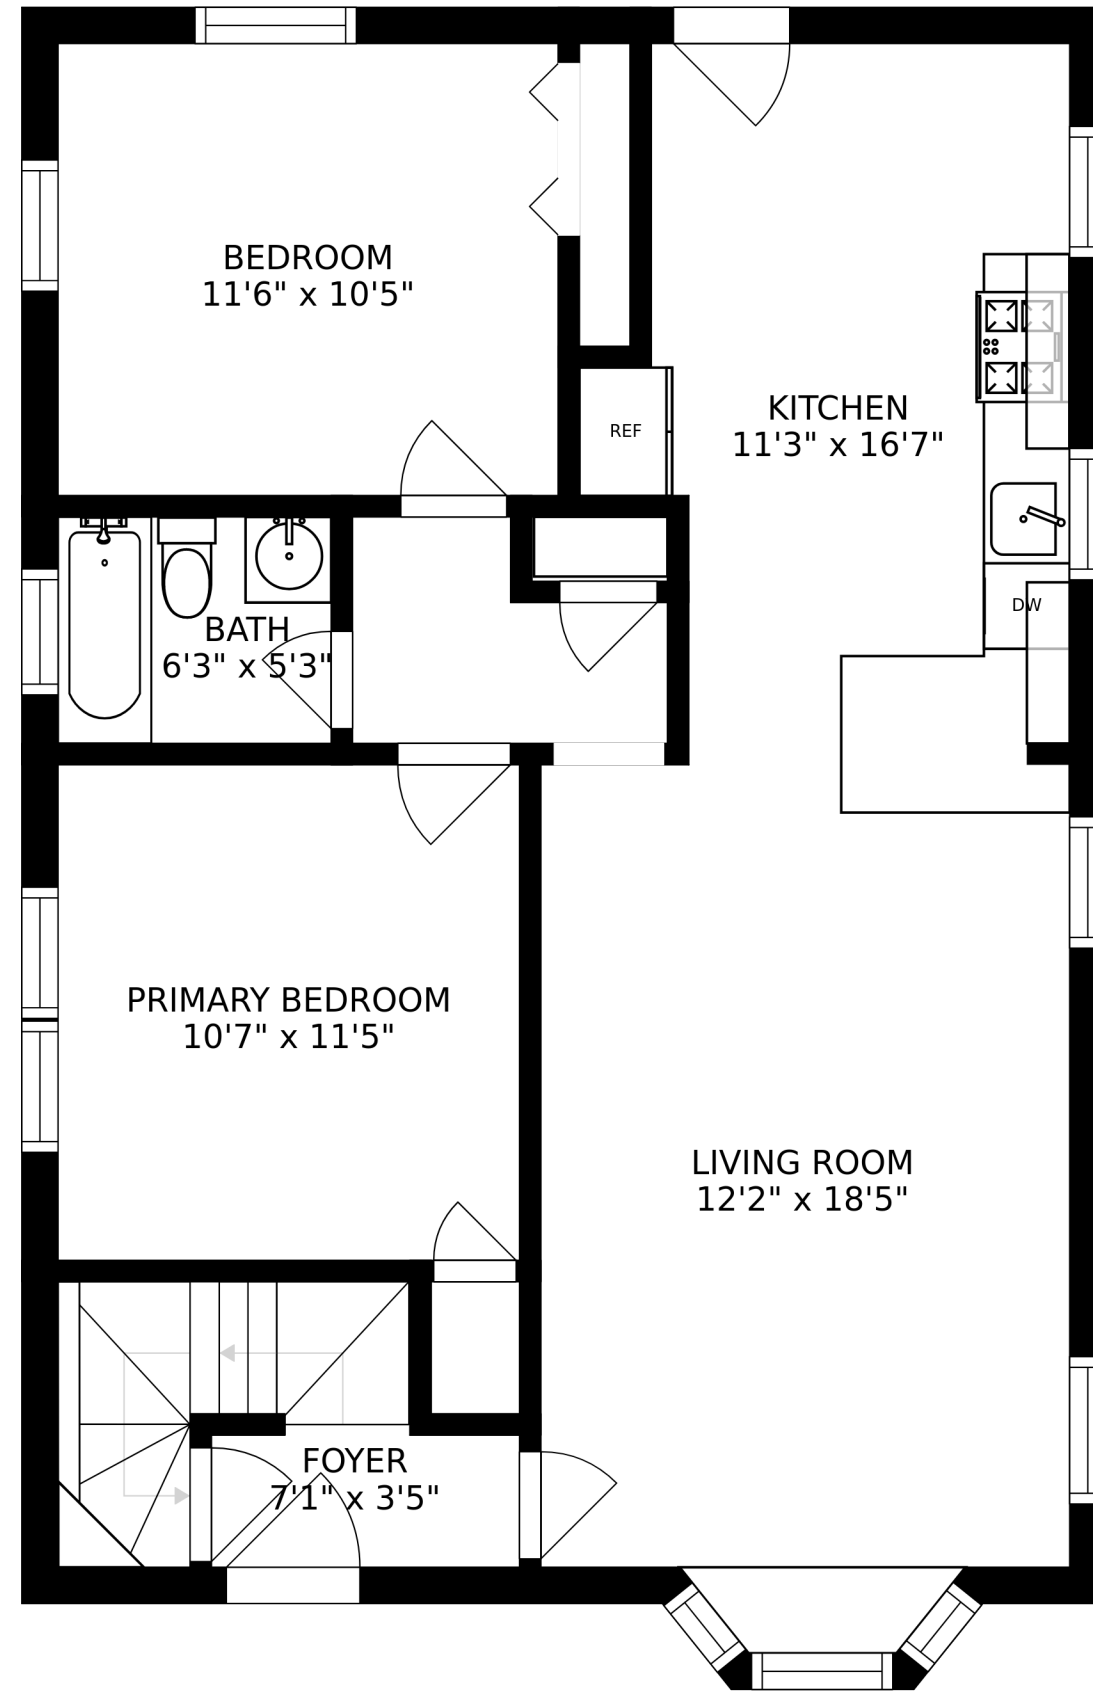 BEDROOM
11'6" x 10'5"
KITCHEN
11'3" x 16'7"
REF
DW
BATH
6'3" x 5'3"
PRIMARY BEDROOM
10'7" x 11'5"
LIVING ROOM
12'2" x 18'5"
FOYER
7'1" x 3'5"